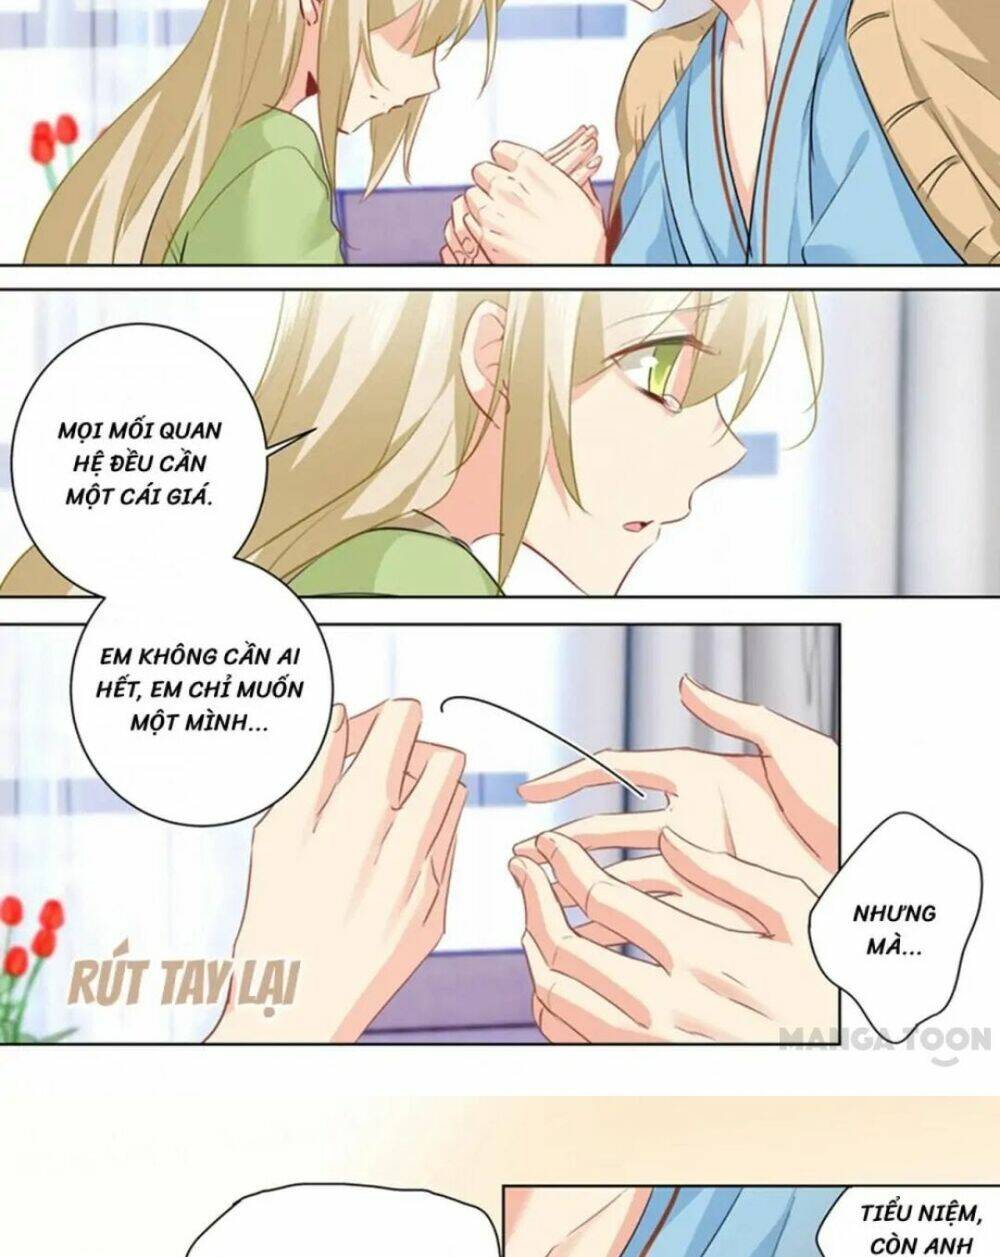 MỌI MỐI QUAN
HỆ ĐỀU CẦN
MỘT CÁI GIÁ.
EM KHÔNG CẦN AI
HẾT, EM CHỈ MUỐN
MỘT MÌNH...
NHƯNG
MÀ...
RÚT TAY LẠI
MANGA TOON
TIỂU NIỆM,
CÒN ANH